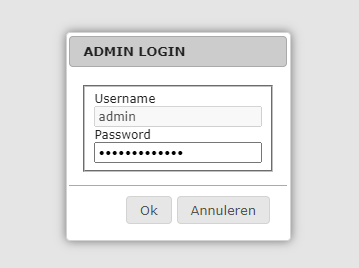 ADMIN LOGIN
Username
admin
Password
•••••••••••••
Ok
Annuleren